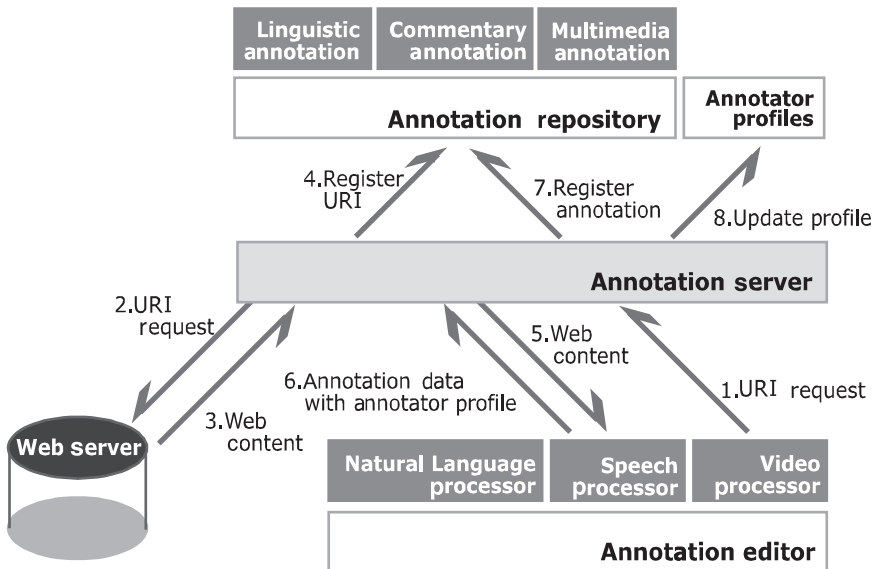 Linguistic
annotation
Commentary
annotation
Multimedia
annotation
Annotation repository
Annotator
profiles
4.Register
URI
7.Register
annotation
8.Update profile
Annotation server
2.URI
request
3.Web
content
6.Annotation data
with annotator profile
5.Web
content
1.URI request
Web server
Natural Language
processor
Speech
processor
Video
processor
Annotation editor